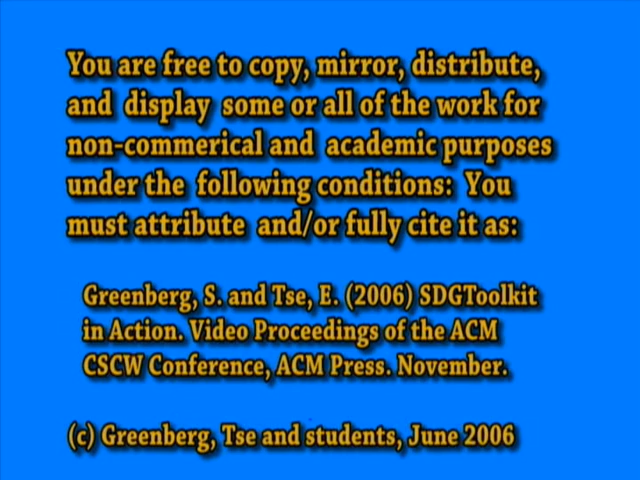 You are free to copy, mirror, distribute,
and display some or all of the work for
non-commerical and academic purposes
under the following conditions: You
must attribute and/or fully cite it as:
Greenberg, S. and Tse, E. (2006) SDGToolkit
in Action. Video Proceedings of the ACM
CSCW Conference, ACM Press. November.
(c) Greenberg, Tse and students, June 2006